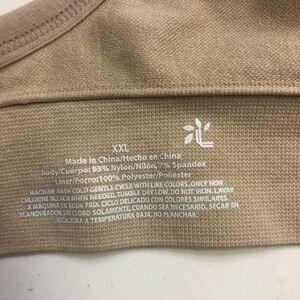 XXL
Made in China/Hecho en China
Body/Cuerpo: 93% Nylon/Nilón, 7% Spandex
Liner/Forro:100% Polyester/Poliéster
MACHINE WASH COLD GENTLE CYCLE WITH LIKE COLORS, ONLY NON
CHLORINE BLEACH WHEN NEEDED, TUMBLE DRY LOW, DO NOT IRON. LAVAR
A MAQUINA EN AGUA FRÍA CICLO DELICADO CON COLORES SIMILARES.
BLANQUEADOR SIN CLORO SOLAMENTE, CUANDO SEA NECESARIO, SEÇAR EN
SECADORA A TEMPERATURA BAJA. NO PLANCHAR.